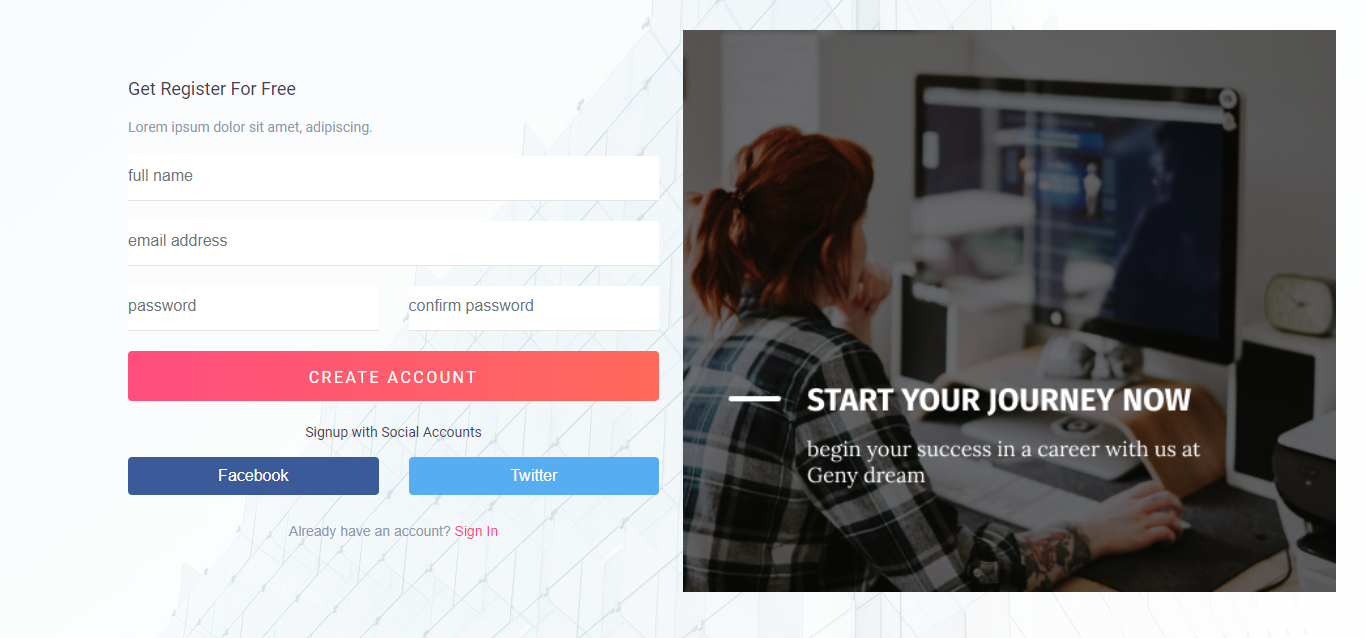 Get Register For Free
Lorem ipsum dolor sit amet, adipiscing.
full name
email address
password
confirm password
CREATE ACCOUNT
Signup with Social Accounts
Facebook
Twitter
Already have an account? Sign In
START YOUR JOURNEY NOW
begin your success in a career with us at
Geny dream